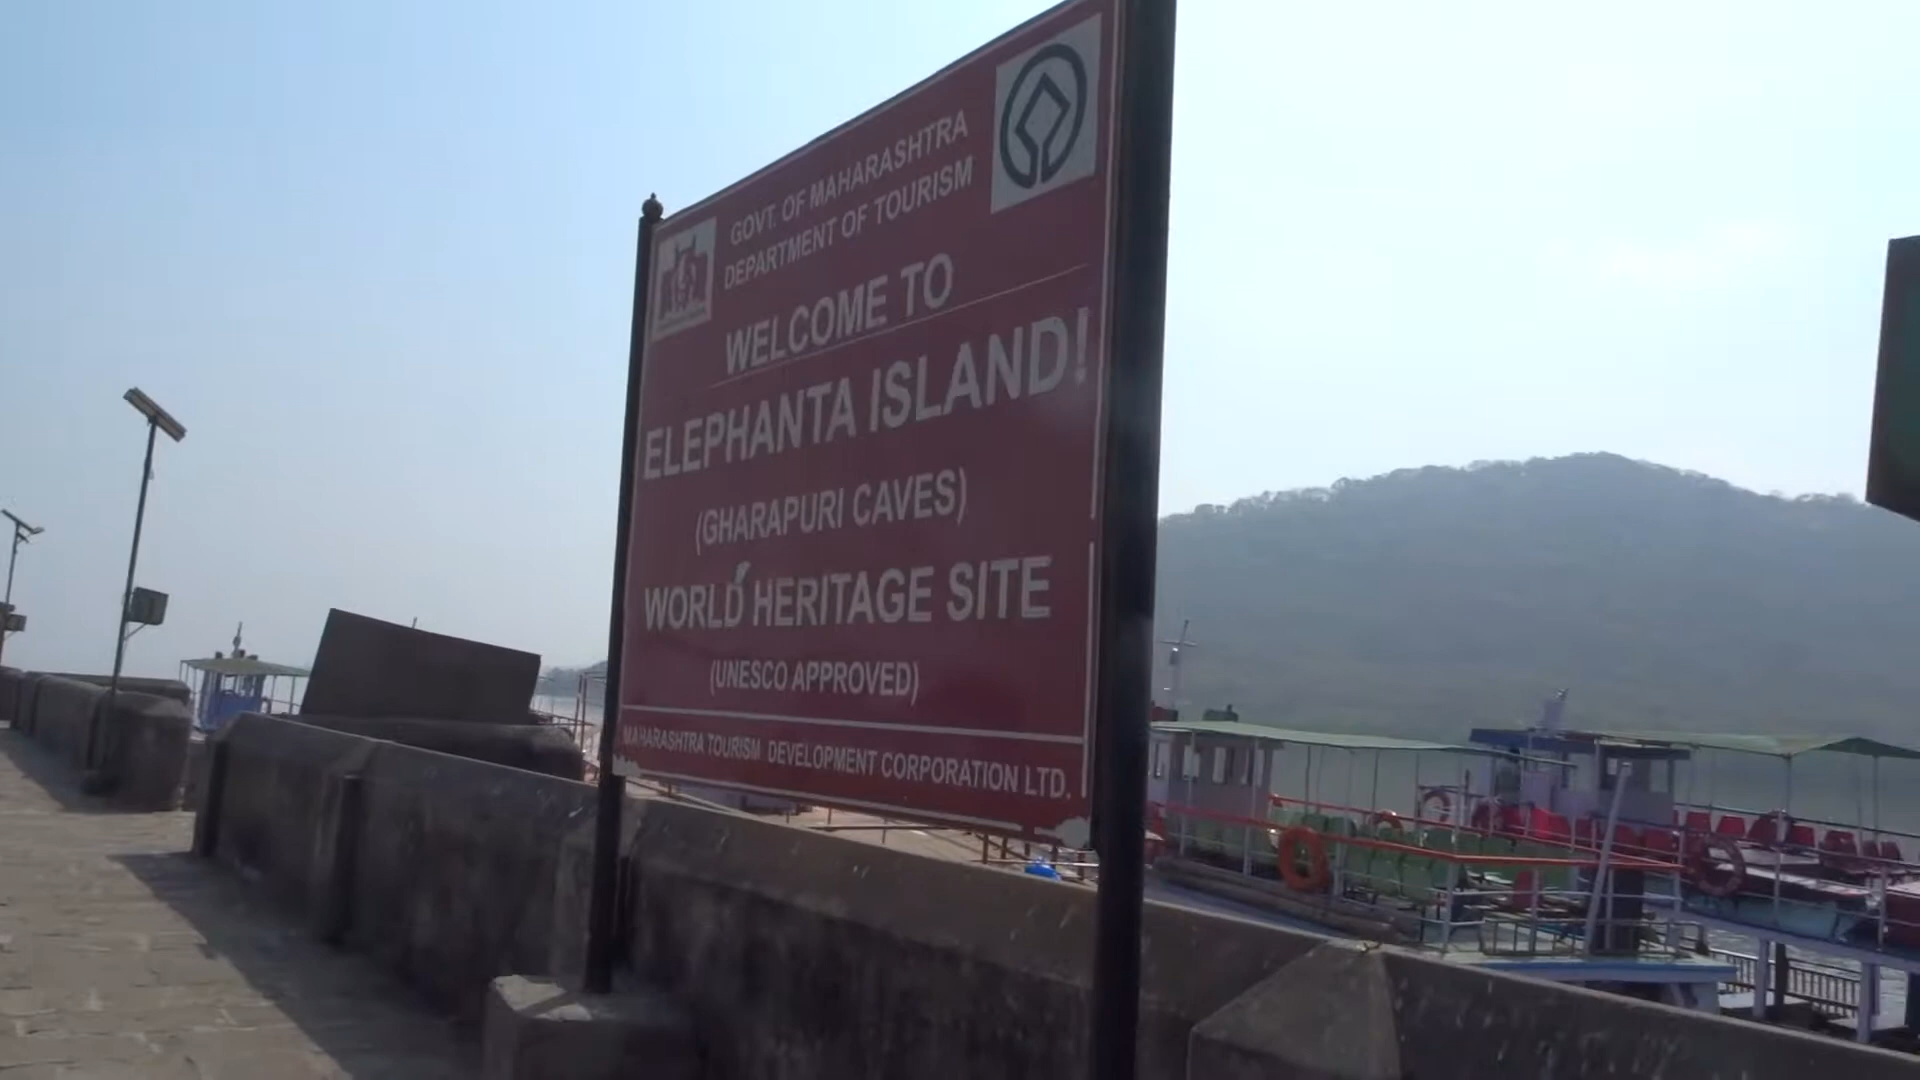 GOVT. OF MAHARASHTRA
DEPARTMENT OF TOURISM
WELCOME TO
ELEPHANTA ISLAND!
(GHARAPURI CAVES)
WORLD HERITAGE SITE
(UNESCO APPROVED)
MAHARASHTRA TOURISM DEVELOPMENT CORPORATION LTD.